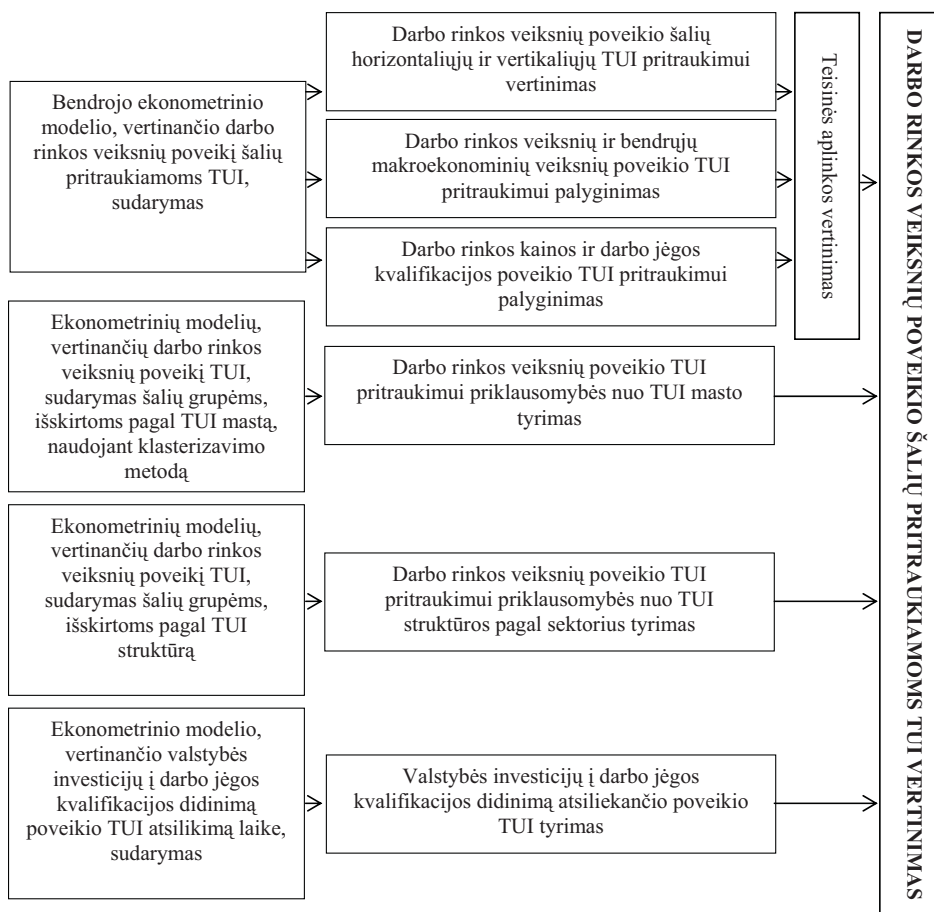 Bendrojo ekonometrinio
modelio, vertinančio darbo
rinkos veiksnių poveikį šalių
pritraukiamoms TUI,
sudarymas
Darbo rinkos veiksnių poveikio šalių
horizontaliųjų ir vertikaliųjų TUI pritraukimui
vertinimas
Darbo rinkos veiksnių ir bendrųjų
makroekonominių veiksnių poveikio TUI
pritraukimui palyginimas
Darbo rinkos kainos ir darbo jėgos
kvalifikacijos poveikio TUI pritraukimui
palyginimas
Teisinės aplinkos vertinimas
Ekonometrinių modelių,
vertinančių darbo rinkos
veiksnių poveikį TUI,
sudarymas šalių grupėms,
išskirtoms pagal TUI mastą,
naudojant klasterizavimo
metodą
Darbo rinkos veiksnių poveikio TUI
pritraukimui priklausomybės nuo TUI masto
tyrimas
Ekonometrinių modelių,
vertinančių darbo rinkos
veiksnių poveikį TUI,
sudarymas šalių grupėms,
išskirtoms pagal TUI
struktūrą
Darbo rinkos veiksnių poveikio TUI
pritraukimui priklausomybės nuo TUI
struktūros pagal sektorius tyrimas
Ekonometrinio modelio,
vertinančio valstybės
investicijų į darbo jėgos
kvalifikacijos didinimą
poveikio TUI atsilikimą laike,
sudarymas
Valstybės investicijų į darbo jėgos
kvalifikacijos didinimą atsiliekančio poveikio
TUI tyrimas
DARBO RINKOS VEIKSNIŲ POVEIKIO ŠALIŲ PRITRAUKIAMOMS TUI VERTINIMAS